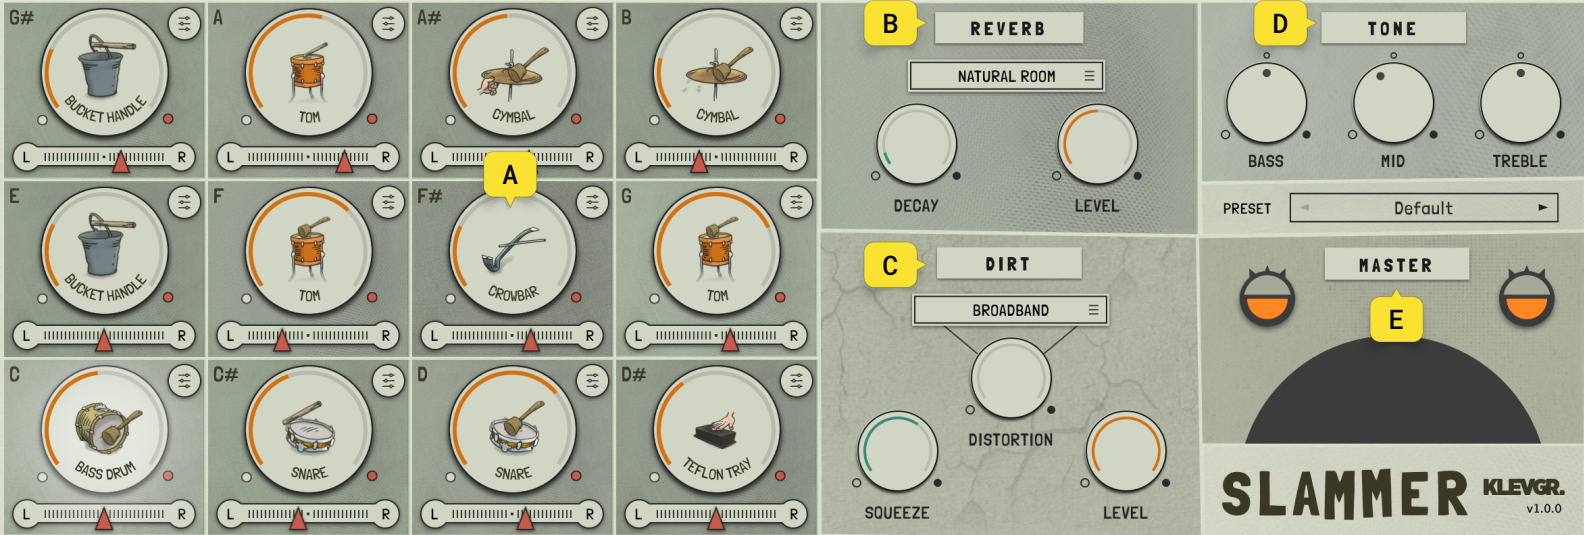 G#
BUCKET HANDLE
L R
A
TOM
L R
A#
CYMBAL
L R
B
CYMBAL
L R
E
BUCKET HANDLE
L R
F
TOM
L R
A
F#
CROWBAR
L R
G
TOM
L R
C
BASS DRUM
L R
C#
SNARE
L R
D
SNARE
L R
D#
TEFLON TRAY
L R
B
REVERB
NATURAL ROOM
DECAY LEVEL
C
DIRT
BROADBAND
DISTORTION
SQUEEZE LEVEL
D
TONE
BASS MID TREBLE
PRESET Default
MASTER
E
SLAMMER KLEVGR.
v1.0.0